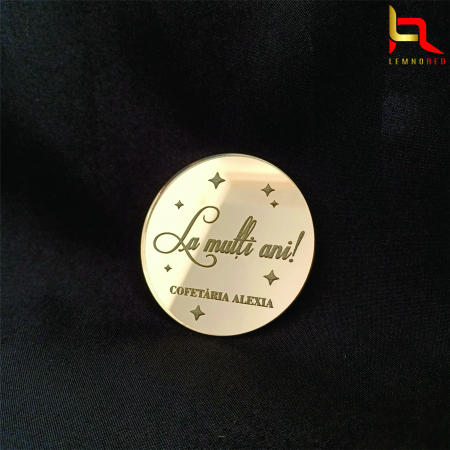 LEMNORED
La mulți ani!
COFETĂRIA ALEXIA